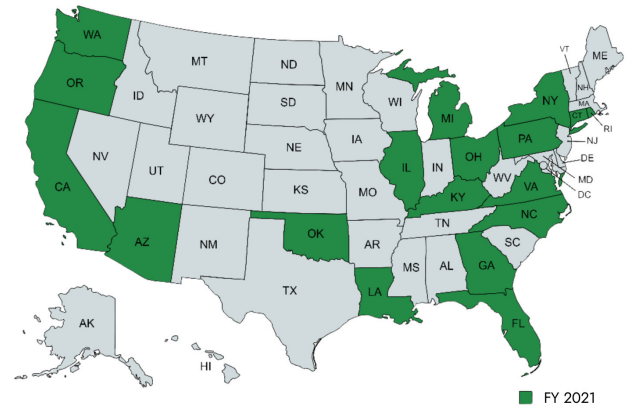 WA
MT
ND
MN
VT
ME
OR
ID
SD
WI
NH
NY
MA
WY
MI
CT
RI
IA
PA
NJ
NE
OH
NV
IL
IN
DE
UT
WV
MD
CO
VA
CA
KS
MO
KY
DC
NC
TN
AZ
NM
OK
AR
SC
MS
AL
GA
TX
LA
FL
AK
HI
FY 2021